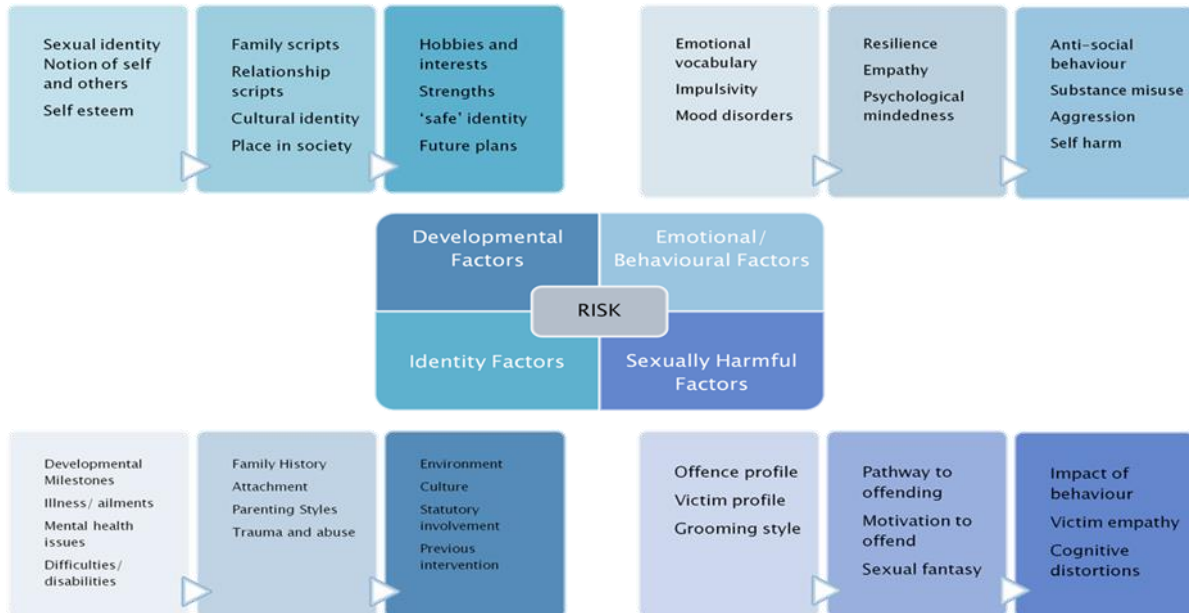 Sexual identity
Notion of self
and others
Self esteem
Family scripts
Relationship
scripts
Cultural identity
Place in society
Hobbies and
interests
Strengths
‘safe’ identity
Future plans
Emotional
vocabulary
Impulsivity
Mood disorders
Resilience
Empathy
Psychological
mindedness
Anti-social
behaviour
Substance misuse
Aggression
Self harm
Developmental
Factors
Emotional/
Behavioural Factors
RISK
Identity Factors
Sexually Harmful
Factors
Developmental
Milestones
Illness/ ailments
Mental health
issues
Difficulties/
disabilities
Family History
Attachment
Parenting Styles
Trauma and abuse
Environment
Culture
Statutory
involvement
Previous
intervention
Offence profile
Victim profile
Grooming style
Pathway to
offending
Motivation to
offend
Sexual fantasy
Impact of
behaviour
Victim empathy
Cognitive
distortions